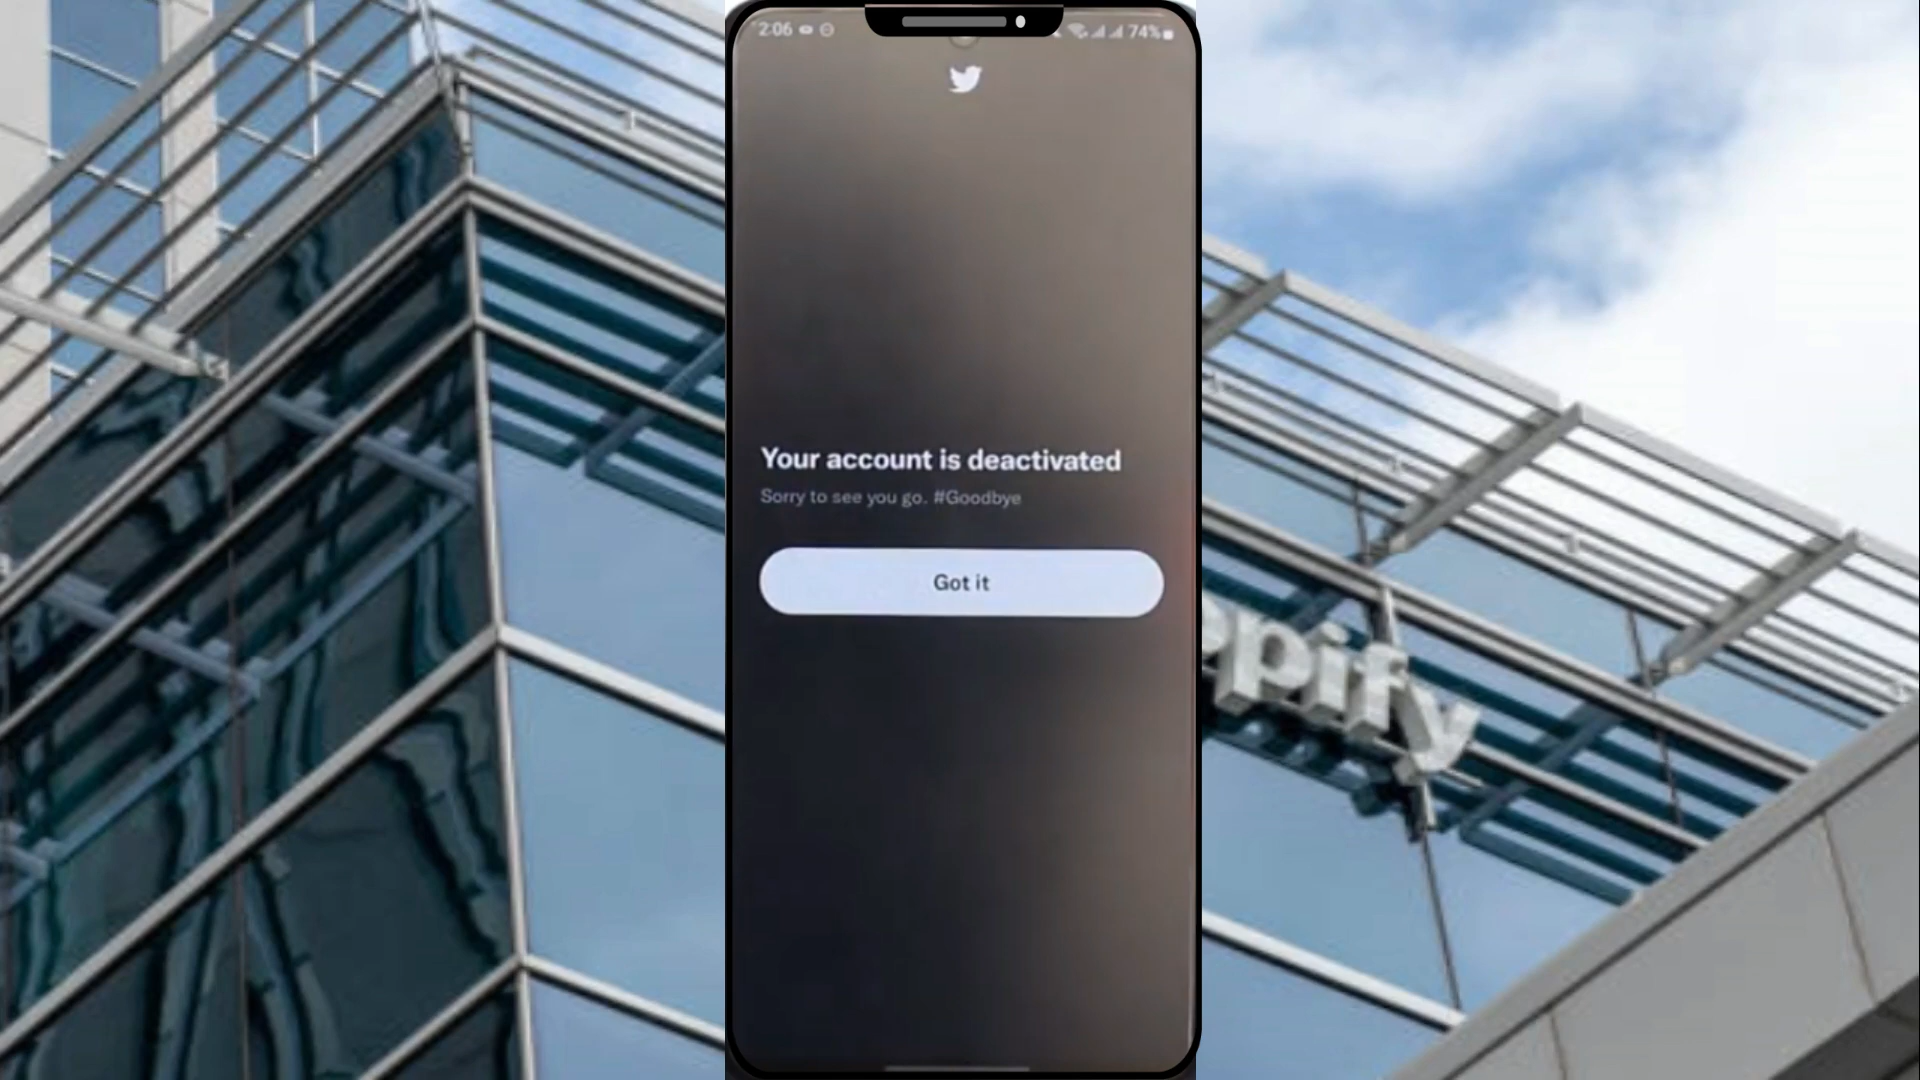 2:06
74%
Your account is deactivated
Sorry to see you go. #Goodbye
Got it
pify